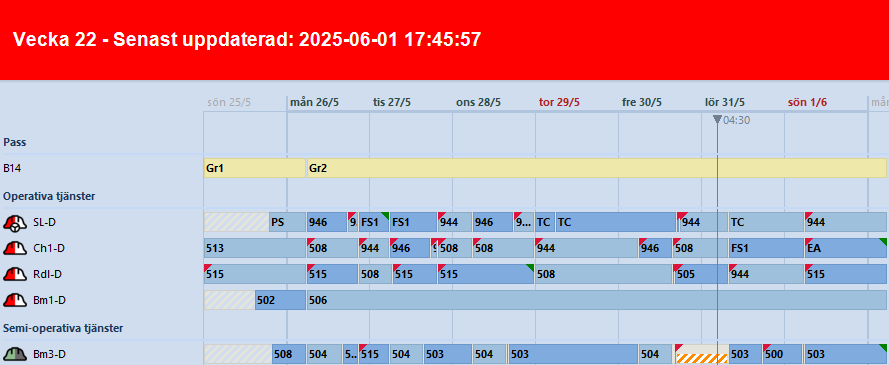 Vecka 22 - Senast uppdaterad: 2025-06-01 17:45:57
sön 25/5 mån 26/5 tis 27/5 ons 28/5 tor 29/5 fre 30/5 lör 31/5 sön 1/6 mån
04:30
Pass
B14 Gr1 Gr2
Operativa tjänster
SL-D PS 946 9 FS1 FS1 944 946 9... TC TC 944 TC 944
Ch1-D 513 508 944 946 9 508 508 944 946 508 FS1 EA
Rdl-D 515 515 508 515 515 508 505 944 515
Bm1-D 502 506
Semi-operativa tjänster
Bm3-D 508 504 5.. 515 504 503 504 503 504 503 500 503